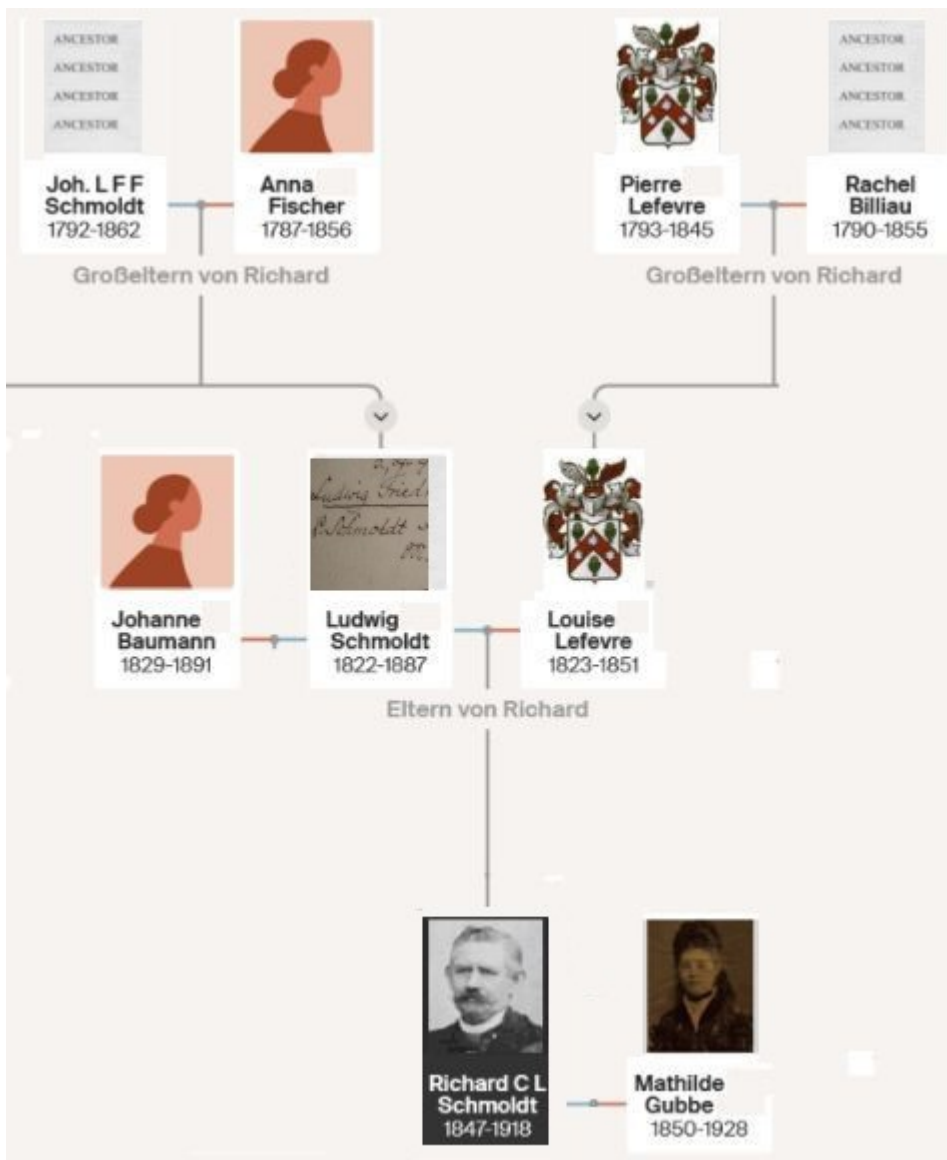 ANCESTOR
ANCESTOR
ANCESTOR
ANCESTOR
Joh. L F F
Schmoldt
1792-1862
Anna
Fischer
1787-1856
Pierre
Lefevre
1793-1845
ANCESTOR
ANCESTOR
ANCESTOR
ANCESTOR
Rachel
Billiau
1790-1855
Großeltern von Richard
Großeltern von Richard
Johanne
Baumann
1829-1891
Ludwig Fried
Schmoldt
Ludwig
Schmoldt
1822-1887
Louise
Lefevre
1823-1851
Eltern von Richard
Richard C L
Schmoldt
1847-1918
Mathilde
Gubbe
1850-1928